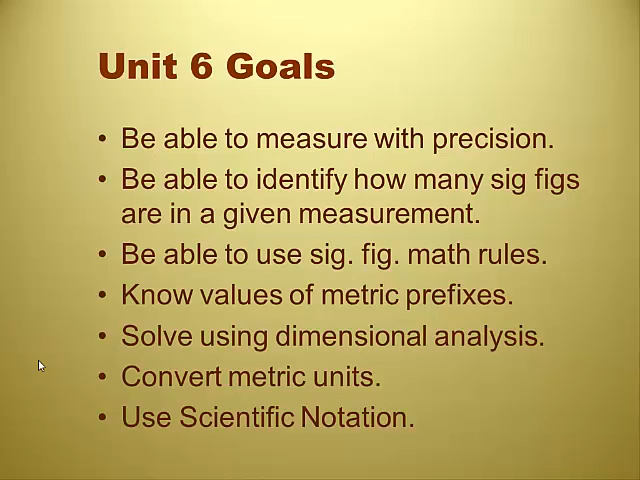 Unit 6 Goals
• Be able to measure with precision.
• Be able to identify how many sig figs
are in a given measurement.
• Be able to use sig. fig. math rules.
• Know values of metric prefixes.
• Solve using dimensional analysis.
• Convert metric units.
• Use Scientific Notation.